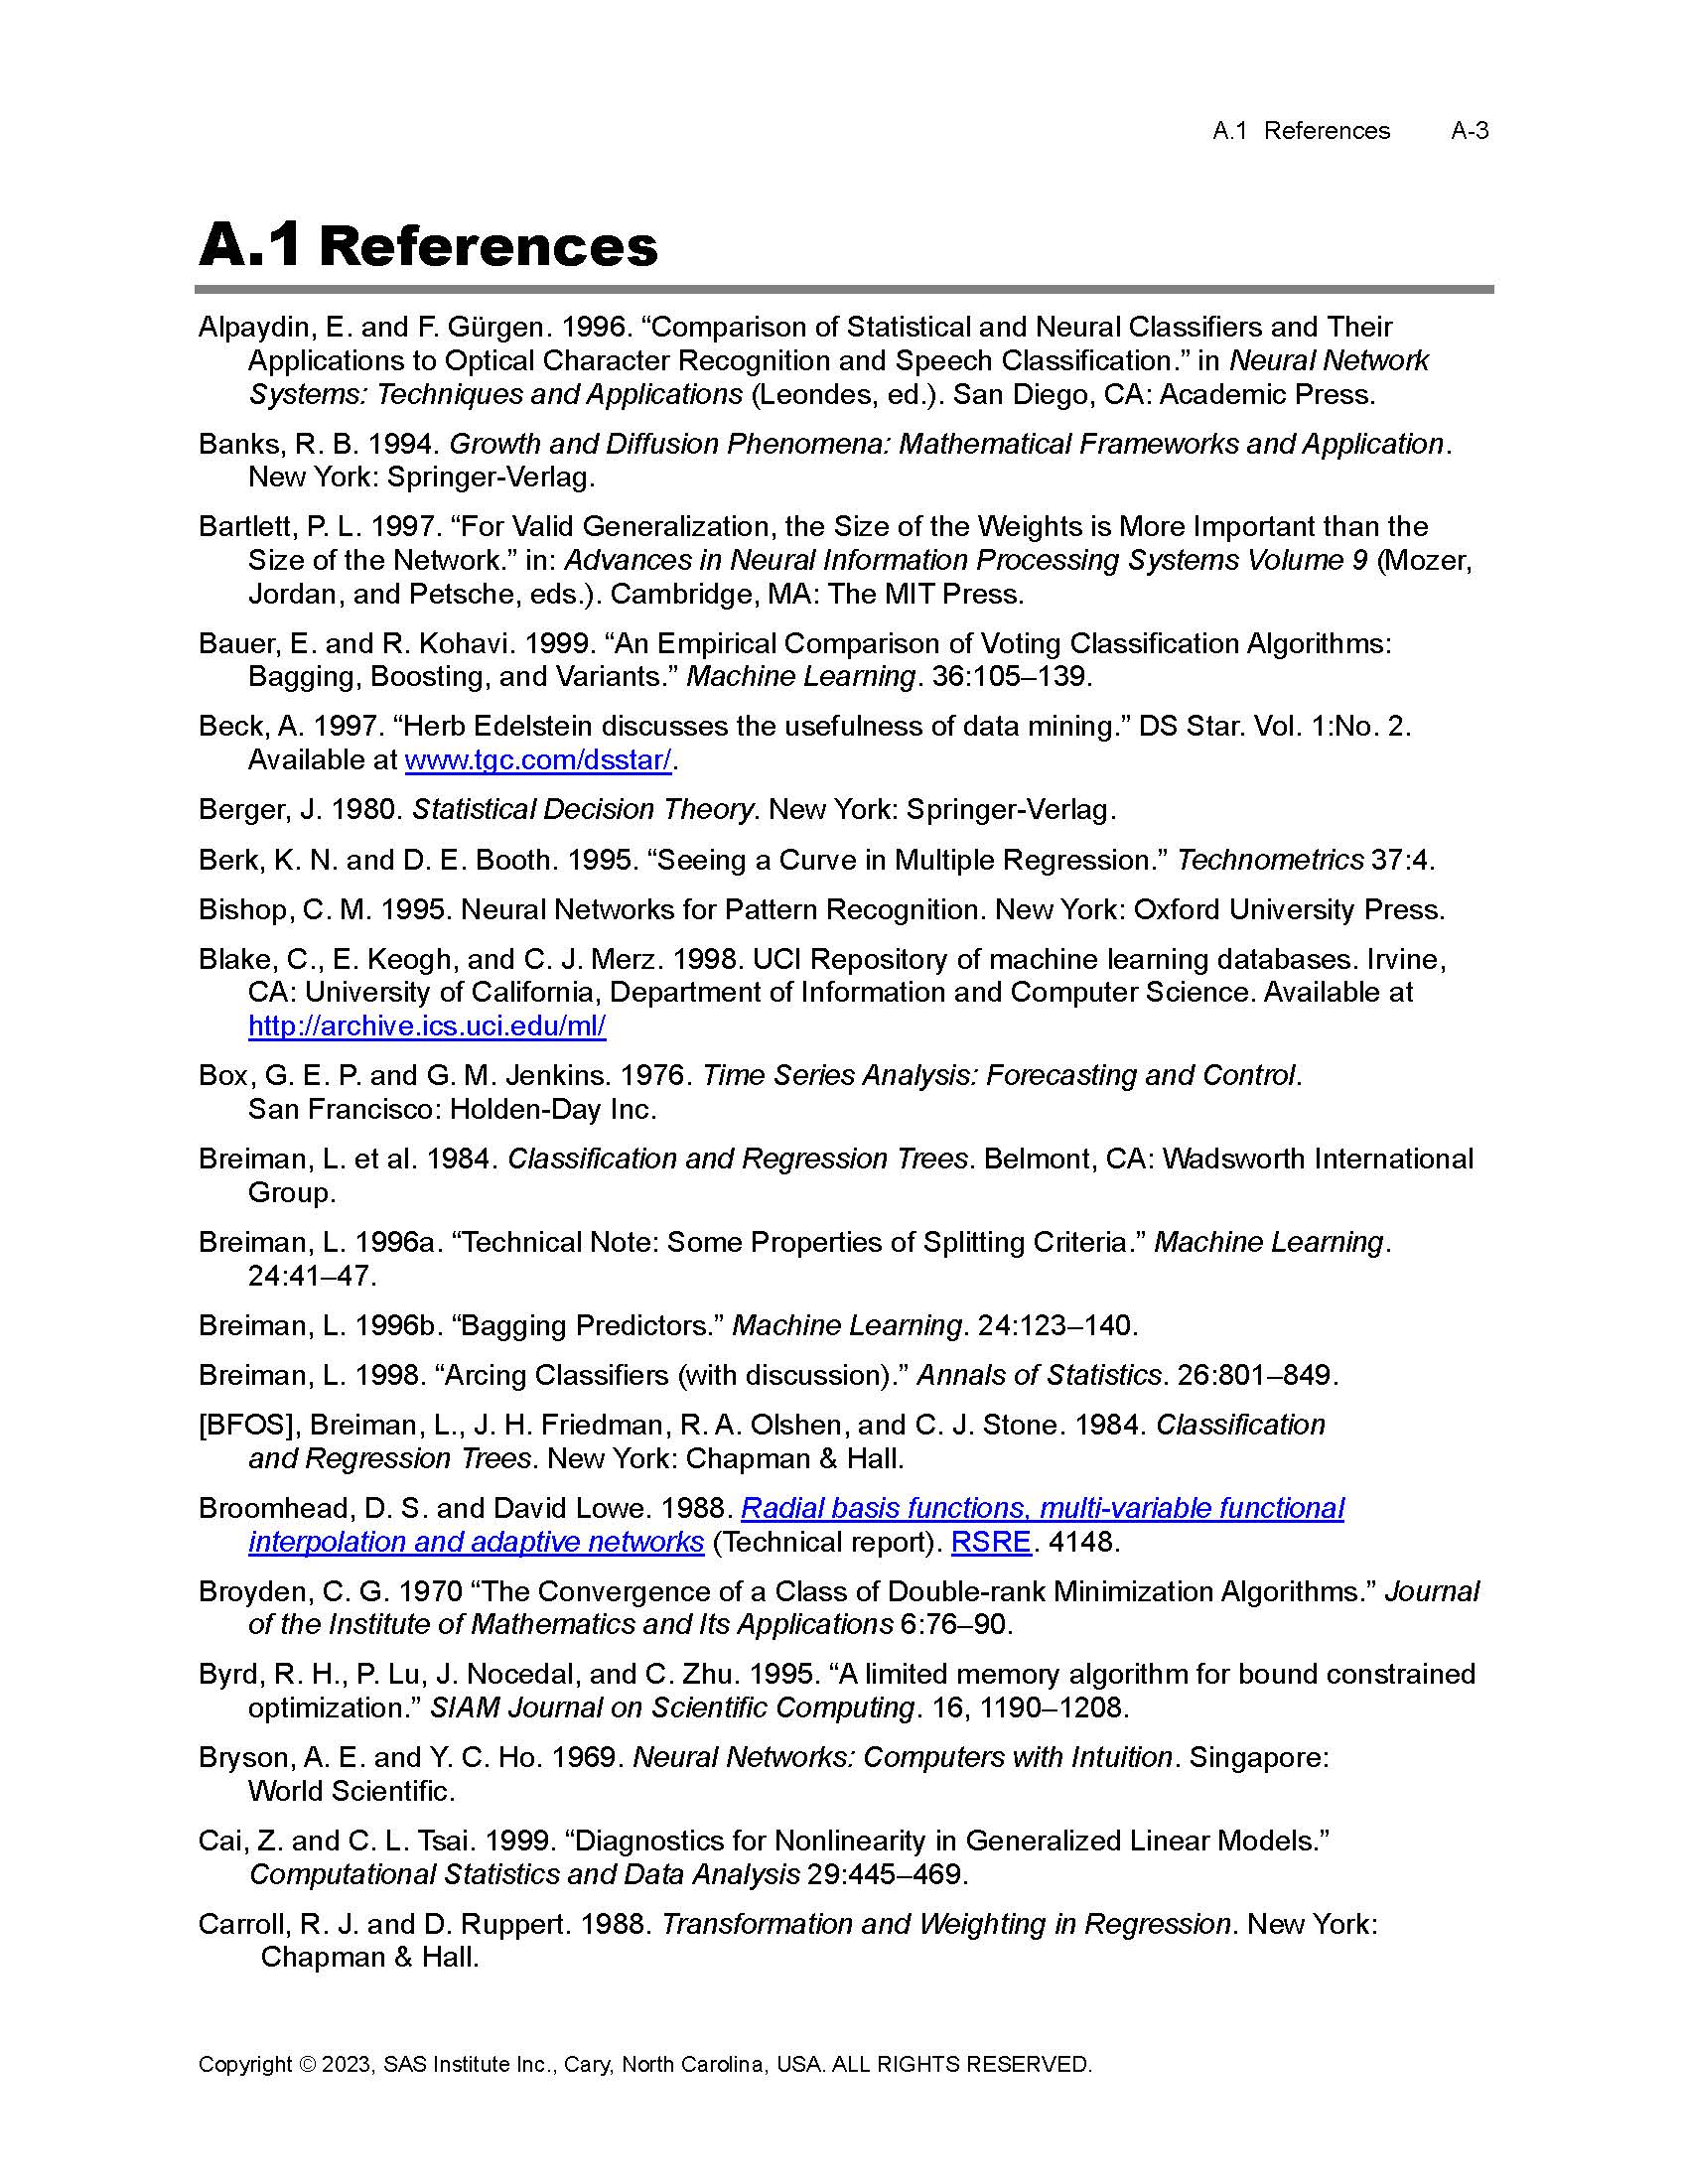 A.1 References A-3
A.1 References
Alpaydin, E. and F. Gürgen. 1996. “Comparison of Statistical and Neural Classifiers and Their
Applications to Optical Character Recognition and Speech Classification.” in Neural Network
Systems: Techniques and Applications (Leondes, ed.). San Diego, CA: Academic Press.
Banks, R. B. 1994. Growth and Diffusion Phenomena: Mathematical Frameworks and Application.
New York: Springer-Verlag.
Bartlett, P. L. 1997. “For Valid Generalization, the Size of the Weights is More Important than the
Size of the Network.” in: Advances in Neural Information Processing Systems Volume 9 (Mozer,
Jordan, and Petsche, eds.). Cambridge, MA: The MIT Press.
Bauer, E. and R. Kohavi. 1999. “An Empirical Comparison of Voting Classification Algorithms:
Bagging, Boosting, and Variants.” Machine Learning. 36:105–139.
Beck, A. 1997. “Herb Edelstein discusses the usefulness of data mining.” DS Star. Vol. 1:No. 2.
Available at www.tgc.com/dsstar/.
Berger, J. 1980. Statistical Decision Theory. New York: Springer-Verlag.
Berk, K. N. and D. E. Booth. 1995. “Seeing a Curve in Multiple Regression.” Technometrics 37:4.
Bishop, C. M. 1995. Neural Networks for Pattern Recognition. New York: Oxford University Press.
Blake, C., E. Keogh, and C. J. Merz. 1998. UCI Repository of machine learning databases. Irvine,
CA: University of California, Department of Information and Computer Science. Available at
http://archive.ics.uci.edu/ml/
Box, G. E. P. and G. M. Jenkins. 1976. Time Series Analysis: Forecasting and Control.
San Francisco: Holden-Day Inc.
Breiman, L. et al. 1984. Classification and Regression Trees. Belmont, CA: Wadsworth International
Group.
Breiman, L. 1996a. “Technical Note: Some Properties of Splitting Criteria.” Machine Learning.
24:41–47.
Breiman, L. 1996b. “Bagging Predictors.” Machine Learning. 24:123–140.
Breiman, L. 1998. “Arcing Classifiers (with discussion).” Annals of Statistics. 26:801–849.
[BFOS], Breiman, L., J. H. Friedman, R. A. Olshen, and C. J. Stone. 1984. Classification
and Regression Trees. New York: Chapman & Hall.
Broomhead, D. S. and David Lowe. 1988. Radial basis functions, multi-variable functional
interpolation and adaptive networks (Technical report). RSRE. 4148.
Broyden, C. G. 1970 “The Convergence of a Class of Double-rank Minimization Algorithms.” Journal
of the Institute of Mathematics and Its Applications 6:76–90.
Byrd, R. H., P. Lu, J. Nocedal, and C. Zhu. 1995. “A limited memory algorithm for bound constrained
optimization.” SIAM Journal on Scientific Computing. 16, 1190–1208.
Bryson, A. E. and Y. C. Ho. 1969. Neural Networks: Computers with Intuition. Singapore:
World Scientific.
Cai, Z. and C. L. Tsai. 1999. “Diagnostics for Nonlinearity in Generalized Linear Models.”
Computational Statistics and Data Analysis 29:445–469.
Carroll, R. J. and D. Ruppert. 1988. Transformation and Weighting in Regression. New York:
Chapman & Hall.
Copyright © 2023, SAS Institute Inc., Cary, North Carolina, USA. ALL RIGHTS RESERVED.